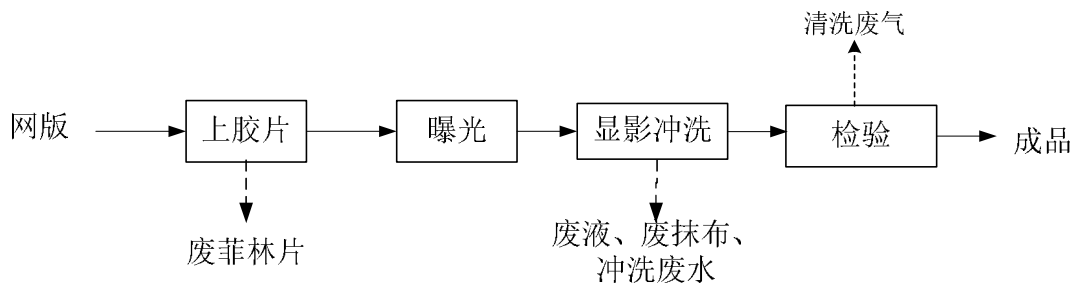 清洗废气
网版
上胶片
曝光
显影冲洗
检验
成品
废菲林片
废液、废抹布、
冲洗废水